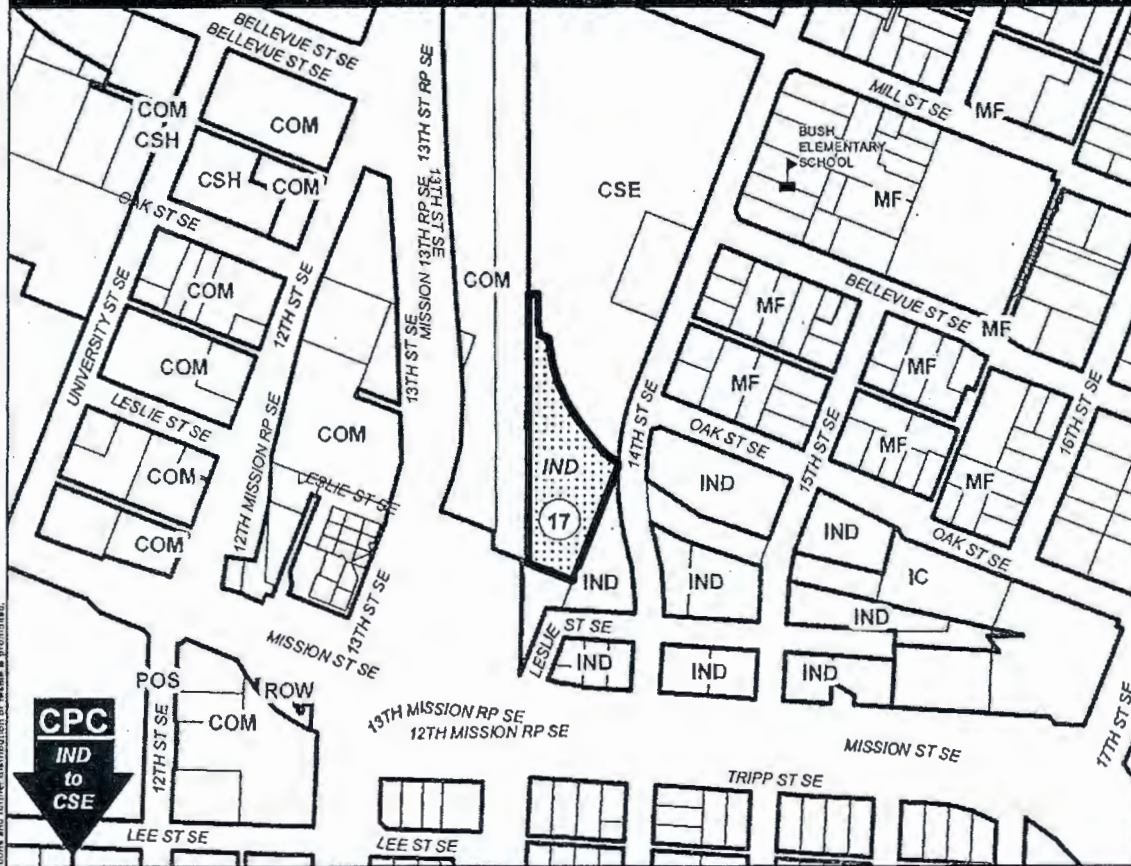 BELLEVUE ST SE
BELLEVUE ST SE
COM
CSH
COM
CSH
COM
OAK ST SE
COM
UNIVERSITY ST SE
12TH ST SE
COM
LESLIE ST SE
COM
COM
12TH MISSION RP SE
COM
LESLIE ST SE
13TH ST SE
MISSION ST SE
13TH ST SE
MISSION 13TH RP SE
13TH ST RP SE
13TH ST SE
COM
CSE
IND
17
14TH ST SE
MILL ST SE
MF
BUSH
ELEMENTARY
SCHOOL
MF
BELLEVUE ST SE
MF
MF
MF
MF
MF
MF
OAK ST SE
15TH ST SE
16TH ST SE
IND
IND
IND
IND
IC
IND
OAK ST SE
LESLIE ST SE
IND
IND
IND
POS
ROW
COM
12TH ST SE
13TH MISSION RP SE
12TH MISSION RP SE
MISSION ST SE
17TH ST SE
TRIPP ST SE
LEE ST SE
LEE ST SE
CPC
IND
to
CSE